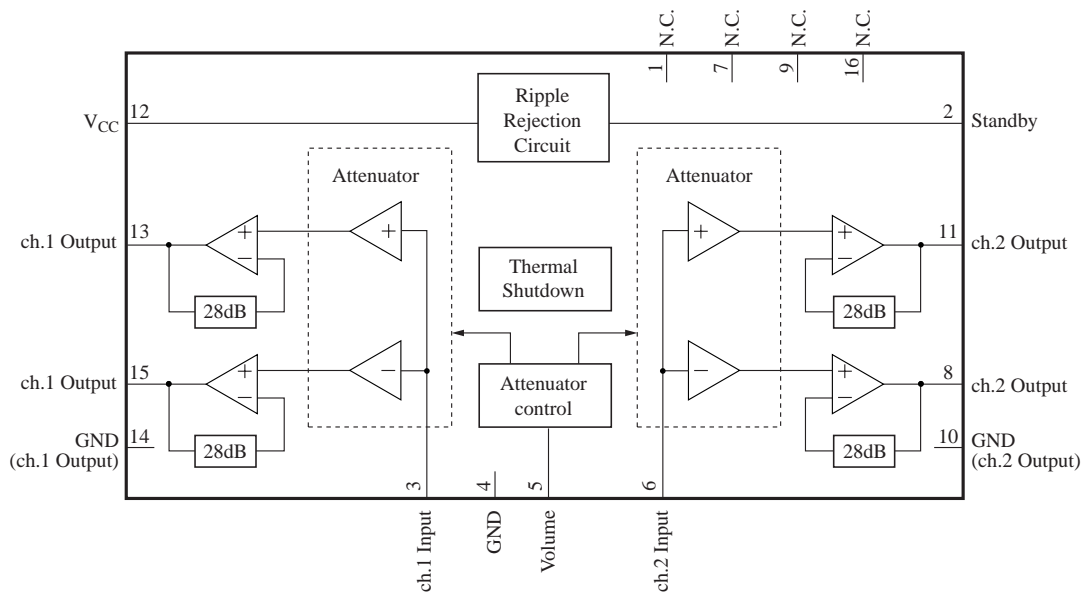 1 N.C.
7 N.C.
9 N.C.
16 N.C.
VCC
12
Ripple
Rejection
Circuit
2
Standby
Attenuator
Attenuator
ch.1 Output
13
+
−
+
+
+
−
11
ch.2 Output
28dB
Thermal
Shutdown
28dB
ch.1 Output
15
+
−
−
Attenuator
control
−
+
−
8
ch.2 Output
GND
(ch.1 Output)
14
28dB
28dB
10
GND
(ch.2 Output)
3
ch.1 Input
4
GND
5
Volume
6
ch.2 Input